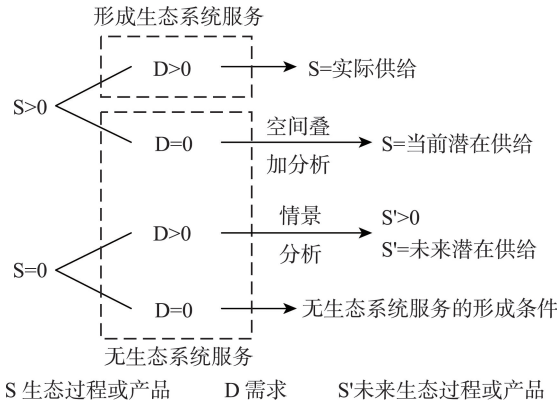 形成生态系统服务
D>0
S=实际供给
S>0
D=0
空间叠
加分析
S=当前潜在供给
S=0
D>0
情景
分析
S'>0
S'=未来潜在供给
D=0
无生态系统服务的形成条件
无生态系统服务
S 生态过程或产品 D 需求 S'未来生态过程或产品